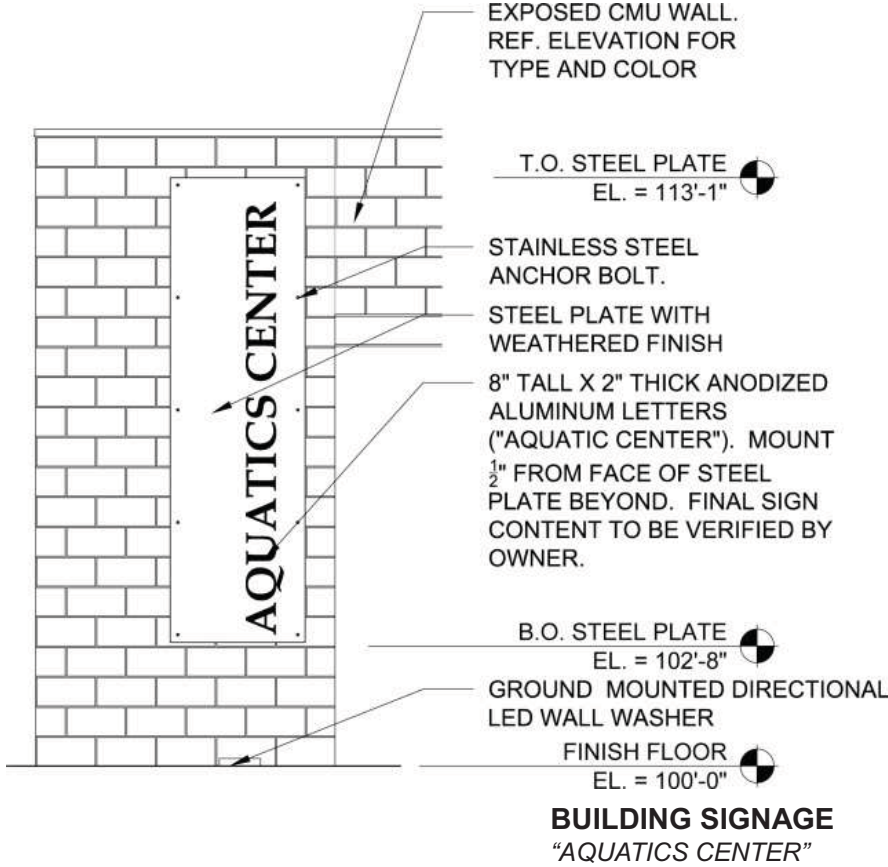 EXPOSED CMU WALL.
REF. ELEVATION FOR
TYPE AND COLOR
T.O. STEEL PLATE
EL. = 113'-1"
STAINLESS STEEL
ANCHOR BOLT.
STEEL PLATE WITH
WEATHERED FINISH
8" TALL X 2" THICK ANODIZED
ALUMINUM LETTERS
("AQUATIC CENTER").  MOUNT
½" FROM FACE OF STEEL
PLATE BEYOND.  FINAL SIGN
CONTENT TO BE VERIFIED BY
OWNER.
AQUATICS CENTER
B.O. STEEL PLATE
EL. = 102'-8"
GROUND  MOUNTED DIRECTIONAL
LED WALL WASHER
FINISH FLOOR
EL. = 100'-0"
BUILDING SIGNAGE
“AQUATICS CENTER”